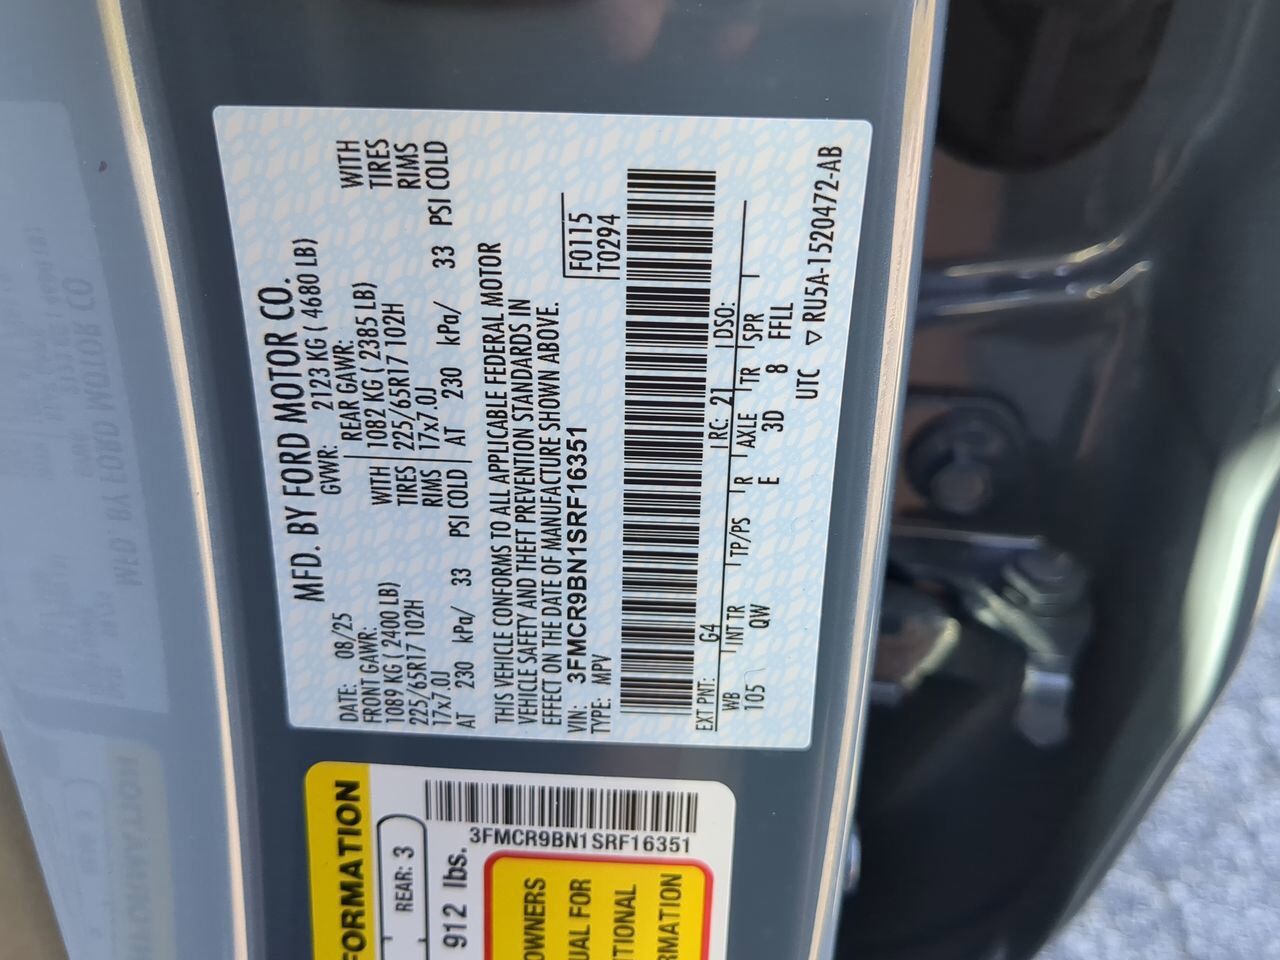 MFD. BY FORD MOTOR CO.
DATE: 08/25 GVWR: 2123 KG ( 4680 LB)
FRONT GAWR: REAR GAWR:
1089 KG ( 2400 LB) WITH 1082 KG ( 2385 LB) WITH
225/65R17 102H TIRES 225/65R17 102H TIRES
17x7.0J RIMS 17x7.0J RIMS
AT 230 kPa/ 33 PSI COLD AT 230 kPa/ 33 PSI COLD
THIS VEHICLE CONFORMS TO ALL APPLICABLE FEDERAL MOTOR
VEHICLE SAFETY AND THEFT PREVENTION STANDARDS IN
EFFECT ON THE DATE OF MANUFACTURE SHOWN ABOVE.
VIN: 3FMCR9BN1SRF16351 F0115
TYPE: MPV T0294
EXT PNT: G4 RC: 21 DSO:
WB INT TR TP/PS R AXLE TR SPR
105 QW E 3D 8 FFLL
UTC ▽ RU5A-1520472-AB
FORMATION
REAR: 3
912 lbs.
3FMCR9BN1SRF16351
OWNERS
UAL FOR
ITIONAL
RMATION